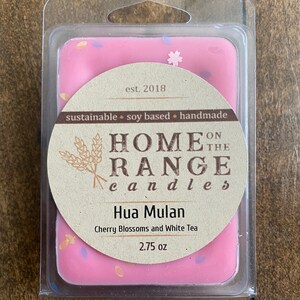 est. 2018
sustainable • soy based • handmade
HOME ON THE
RANGE
candles
Hua Mulan
Cherry Blossoms and White Tea
2.75 oz